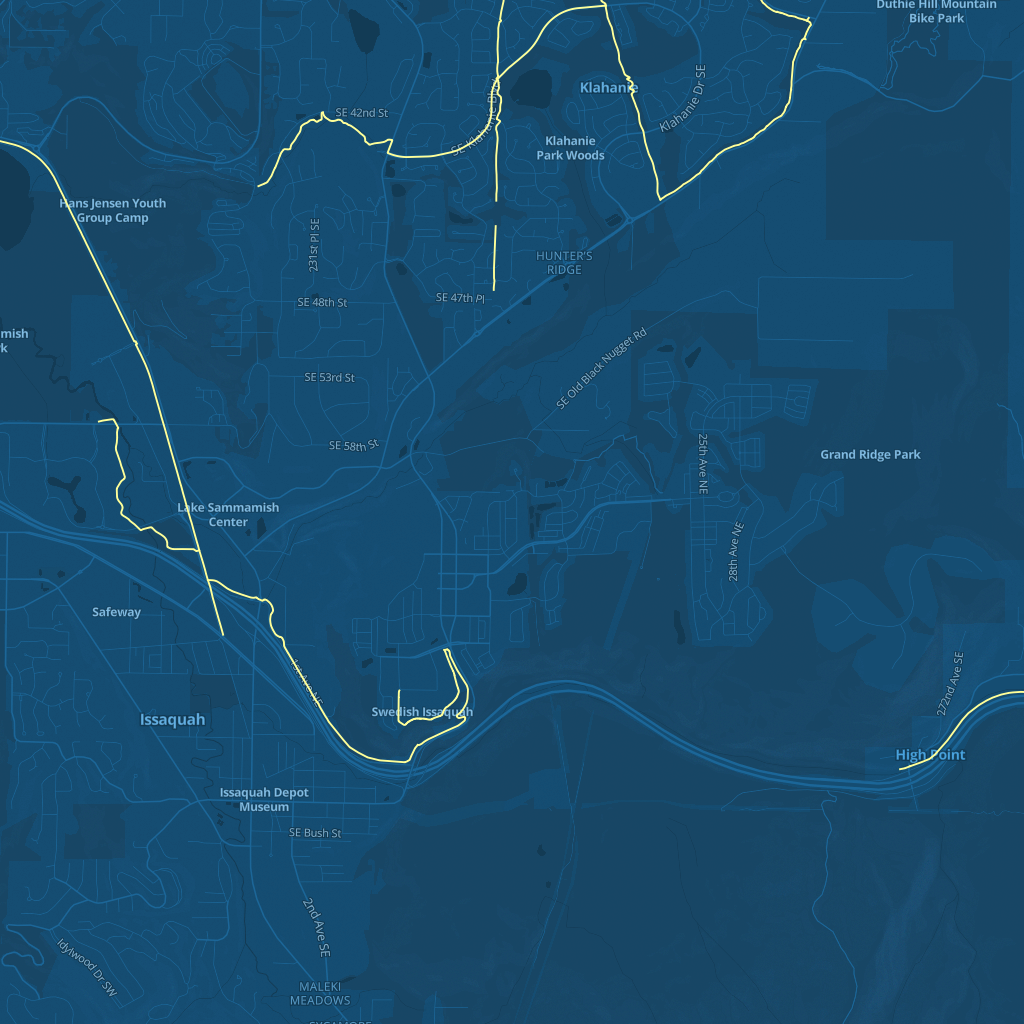 Duthie Hill Mountain
Bike Park
Klahanie
SE 42nd St
Klahanie Dr SE
Klahanie
Park Woods
Hans Jensen Youth
Group Camp
231st Pl SE
HUNTER'S
RIDGE
SE 47th Pl
SE 48th St
mish
k
SE Old Black Nugget Rd
SE 53rd St
SE 58th St
25th Ave NE
Grand Ridge Park
Lake Sammamish
Center
28th Ave NE
Safeway
1st Ave NE
272nd Ave SE
Swedish Issaquah
Issaquah
High Point
Issaquah Depot
Museum
SE Bush St
2nd Ave SE
Idylwood Dr SW
MALEKI
MEADOWS